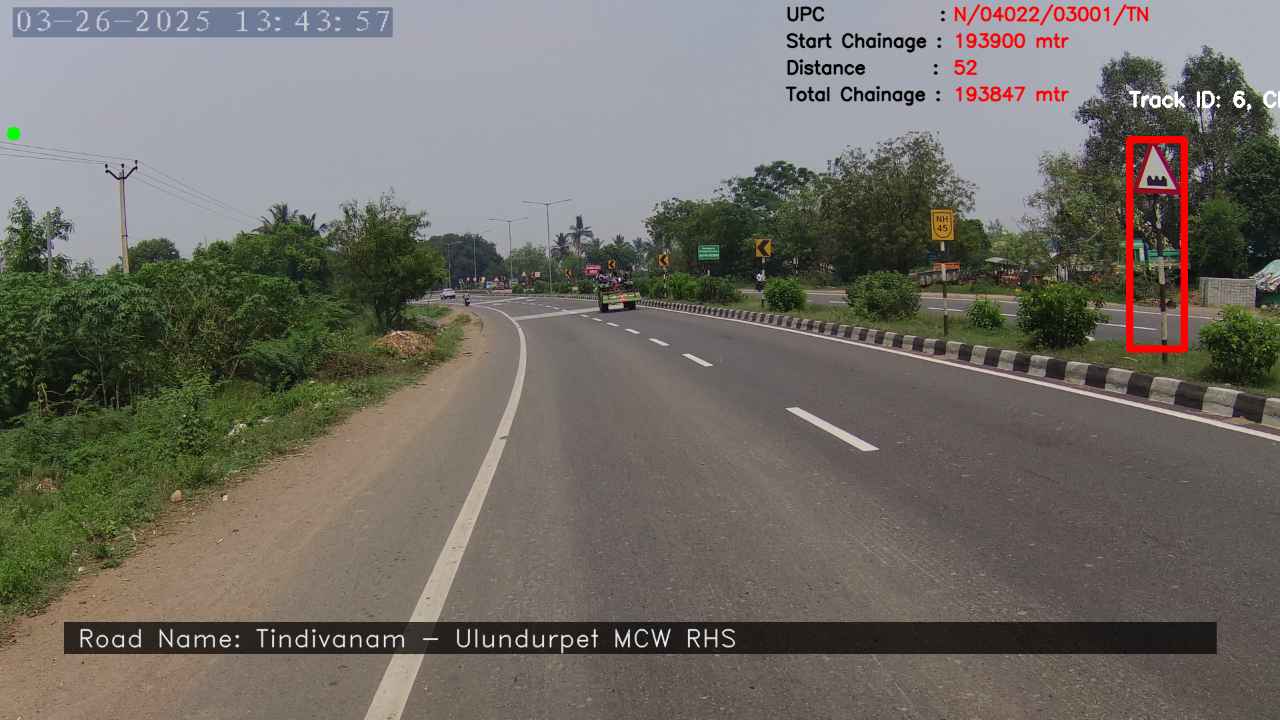 03-26-2025 13:43:57
UPC : N/04022/03001/TN
Start Chainage : 193900 mtr
Distance : 52
Total Chainage : 193847 mtr
Track ID: 6, Cl
NH
45
Road Name: Tindivanam – Ulundurpet MCW RHS